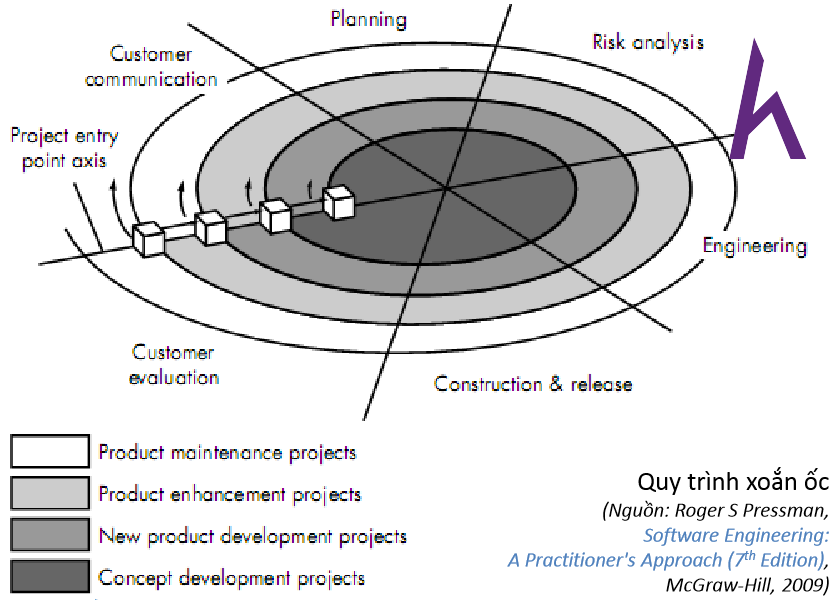 Planning
Risk analysis
Customer
communication
Project entry
point axis
Engineering
Customer
evaluation
Construction & release
Product maintenance projects
Product enhancement projects
New product development projects
Concept development projects
Quy trình xoắn ốc
(Nguồn: Roger S Pressman,
Software Engineering:
A Practitioner's Approach (7th Edition),
McGraw-Hill, 2009)